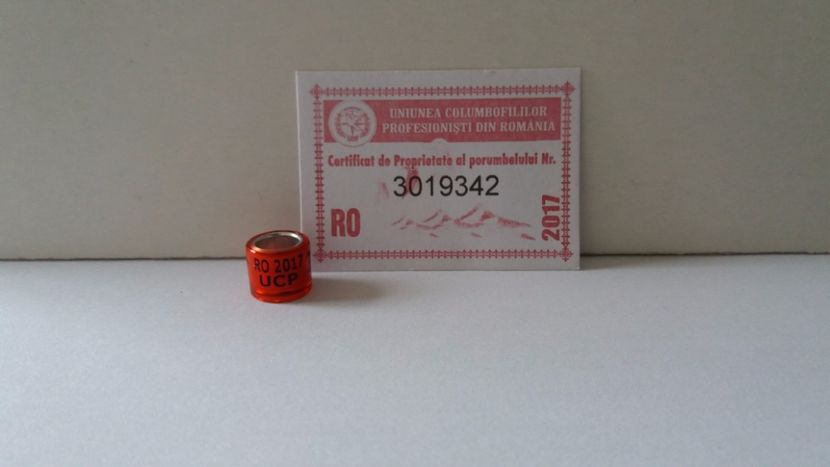 UNIUNEA COLUMBOFILILOR
PROFESIONIȘTI DIN ROMANIA
Certificat de Proprietate al porumbelului Nr.
3019342
RO
2017
RO 2017
UCP